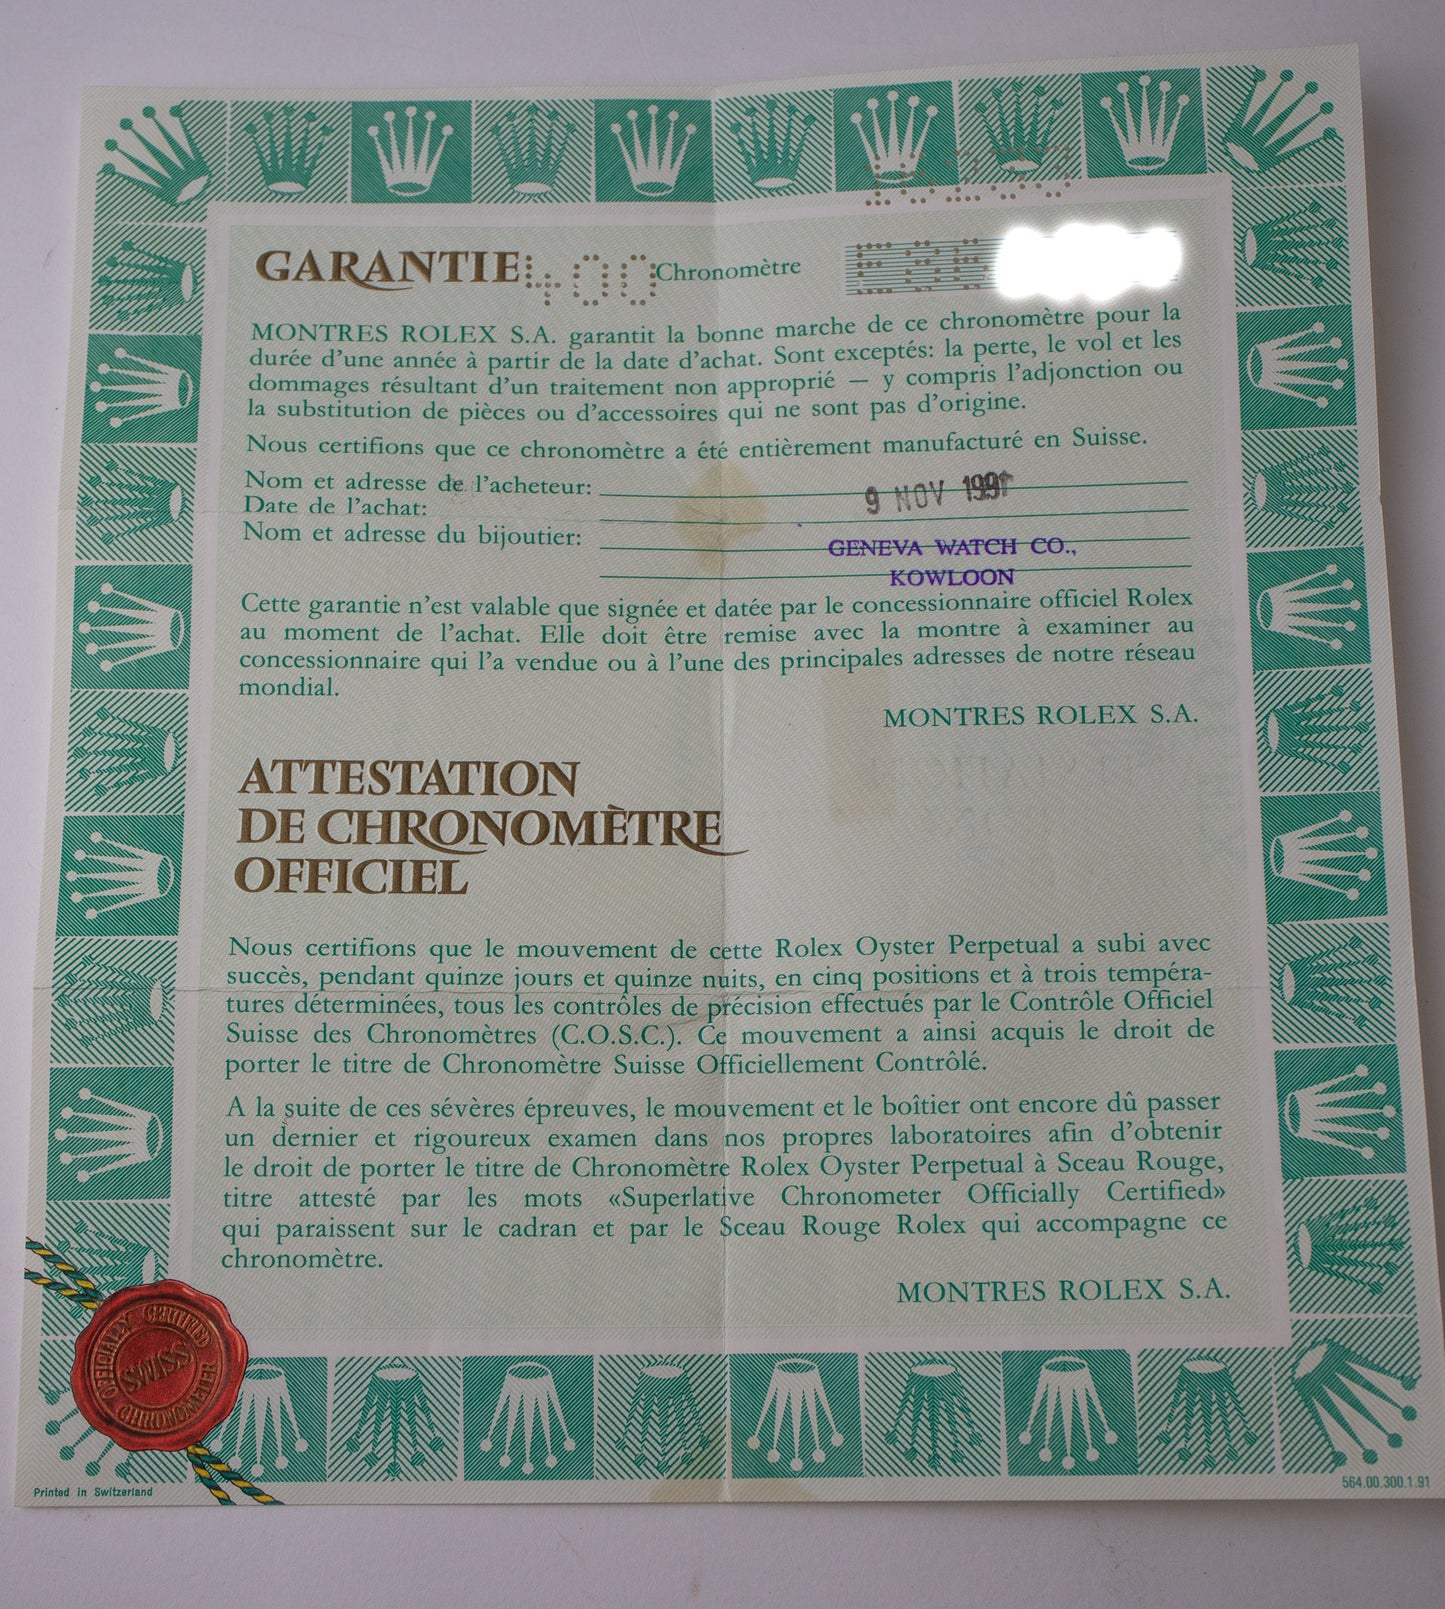 16233
GARANTIE 400 Chronomètre
MONTRES ROLEX S.A. garantit la bonne marche de ce chronomètre pour la
durée d'une année à partir de la date d'achat. Sont exceptés: la perte, le vol et les
dommages résultant d'un traitement non approprié — y compris l'adjonction ou
la substitution de pièces ou d'accessoires qui ne sont pas d'origine.
Nous certifions que ce chronomètre a été entièrement manufacturé en Suisse.
Nom et adresse de l'acheteur:
9 NOV 1991
Date de l'achat:
Nom et adresse du bijoutier:
GENEVA WATCH CO.,
KOWLOON
Cette garantie n'est valable que signée et datée par le concessionnaire officiel Rolex
au moment de l'achat. Elle doit être remise avec la montre à examiner au
concessionnaire qui l'a vendue ou à l'une des principales adresses de notre réseau
mondial.
MONTRES ROLEX S.A.
ATTESTATION
DE CHRONOMÈTRE
OFFICIEL
Nous certifions que le mouvement de cette Rolex Oyster Perpetual a subi avec
succès, pendant quinze jours et quinze nuits, en cinq positions et à trois tempéra-
tures déterminées, tous les contrôles de précision effectués par le Contrôle Officiel
Suisse des Chronomètres (C.O.S.C.). Ce mouvement a ainsi acquis le droit de
porter le titre de Chronomètre Suisse Officiellement Contrôlé.
A la suite de ces sévères épreuves, le mouvement et le boîtier ont encore dû passer
un dernier et rigoureux examen dans nos propres laboratoires afin d'obtenir
le droit de porter le titre de Chronomètre Rolex Oyster Perpetual à Sceau Rouge,
titre attesté par les mots «Superlative Chronometer Officially Certified»
qui paraissent sur le cadran et par le Sceau Rouge Rolex qui accompagne ce
chronomètre.
MONTRES ROLEX S.A.
OFFICIALLY CERTIFIED
SWISS
CHRONOMETER
Printed in Switzerland
564.00.300.1.91